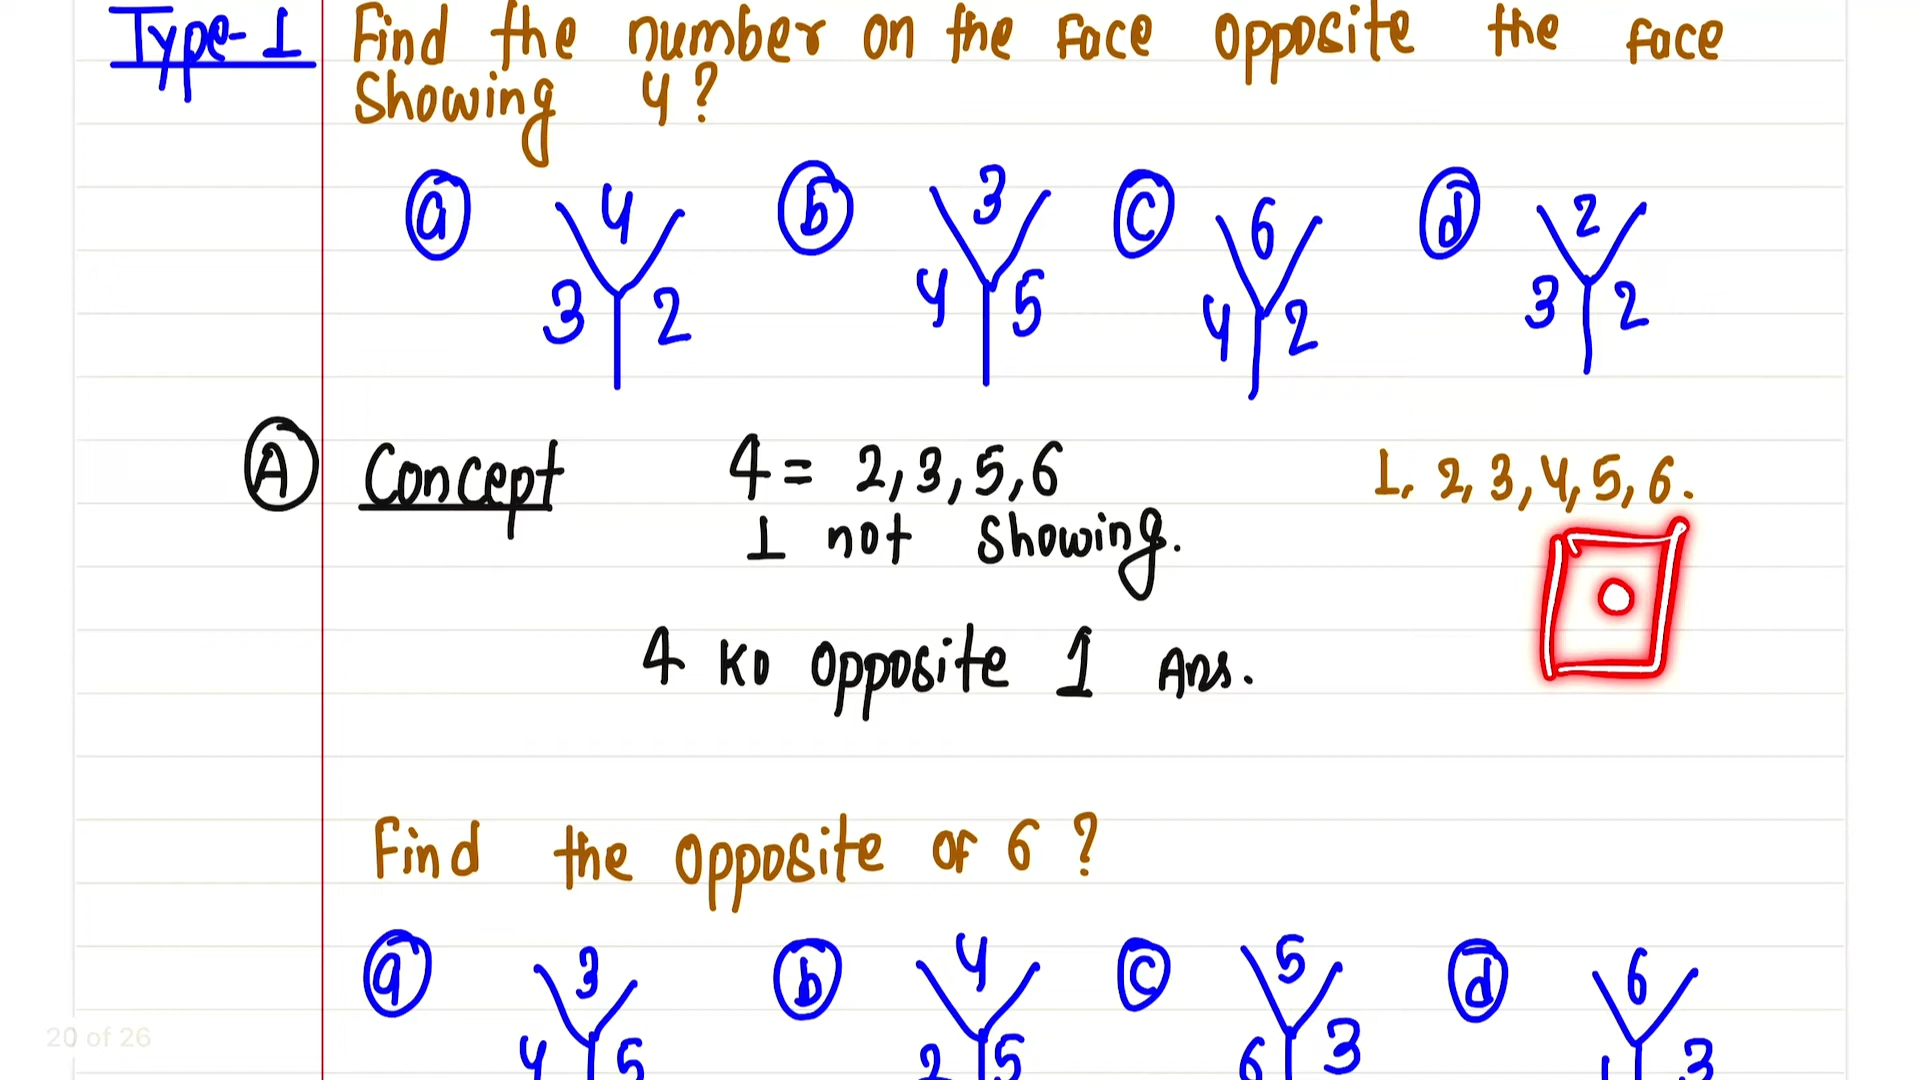 Type-1 Find the number on the face opposite the face
showing 4?
a 4 b 3 c 6 d 2
3 2 4 5 4 2 3 2
A Concept 4 = 2, 3, 5, 6 1, 2, 3, 4, 5, 6.
1 not showing.
4 ko opposite 1 Ans.
Find the opposite of 6 ?
a 3 b 4 c 5 d 6
4 5 2 5 6 3 3
20 of 26